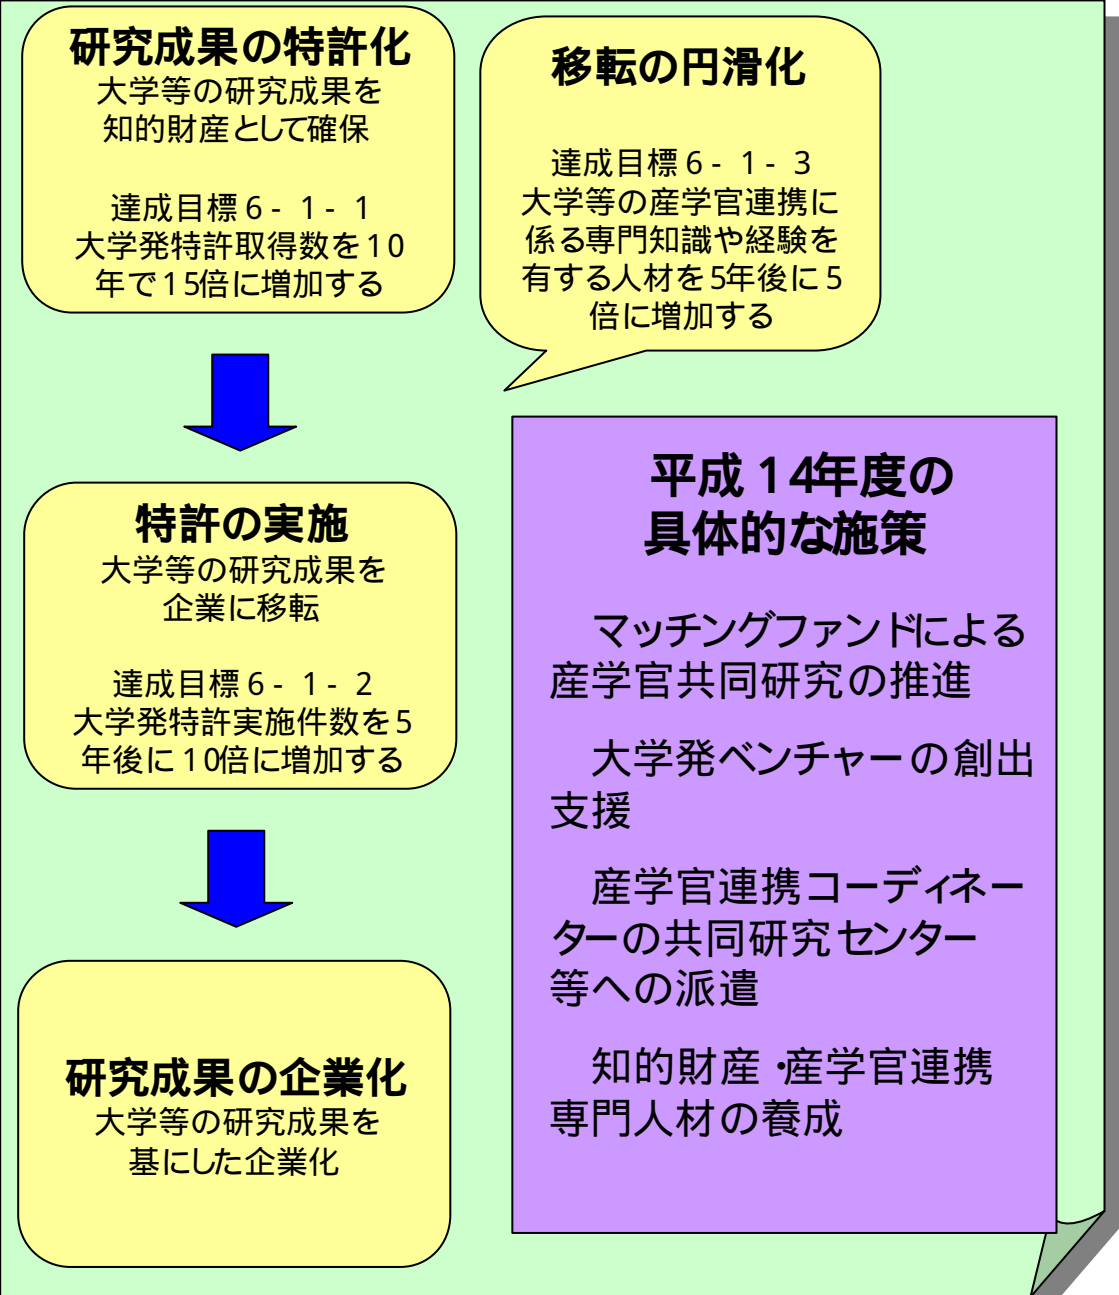 研究成果の特許化
大学等の研究成果を
知的財産として確保
達成目標6-1-1
大学発特許取得数を10
年で15倍に増加する
移転の円滑化
達成目標6-1-3
大学等の産学官連携に
係る専門知識や経験を
有する人材を5年後に5
倍に増加する
特許の実施
大学等の研究成果を
企業に移転
達成目標6-1-2
大学発特許実施件数を5
年後に10倍に増加する
研究成果の企業化
大学等の研究成果を
基にした企業化
平成14年度の
具体的な施策
マッチングファンドによる
産学官共同研究の推進
大学発ベンチャーの創出
支援
産学官連携コーディネー
ターの共同研究センター
等への派遣
知的財産・産学官連携
専門人材の養成